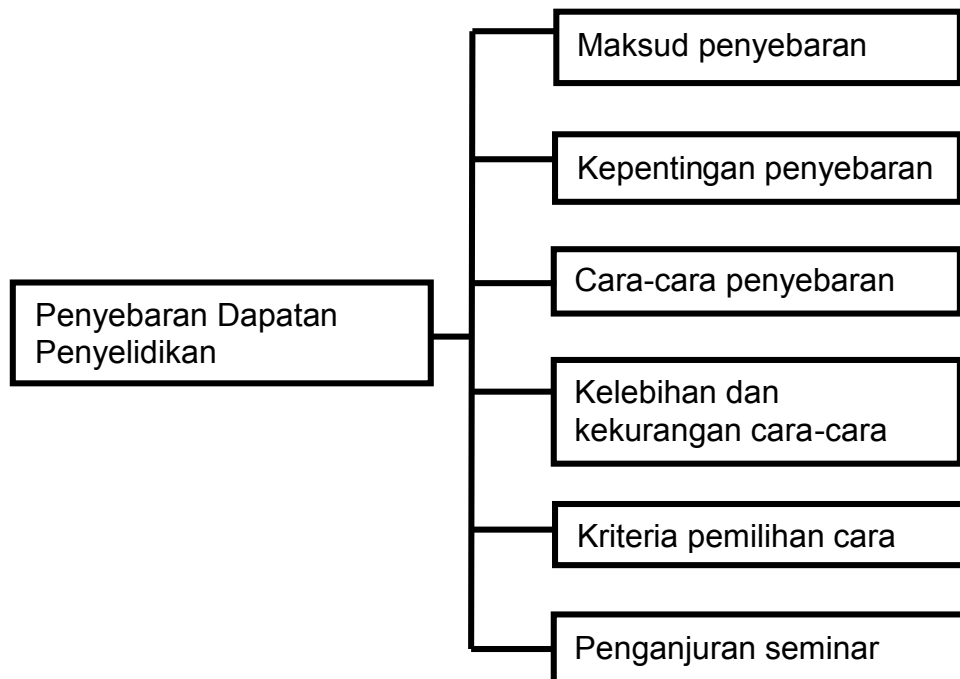 Maksud penyebaran
Kepentingan penyebaran
Cara-cara penyebaran
Penyebaran Dapatan
Penyelidikan
Kelebihan dan
kekurangan cara-cara
Kriteria pemilihan cara
Penganjuran seminar